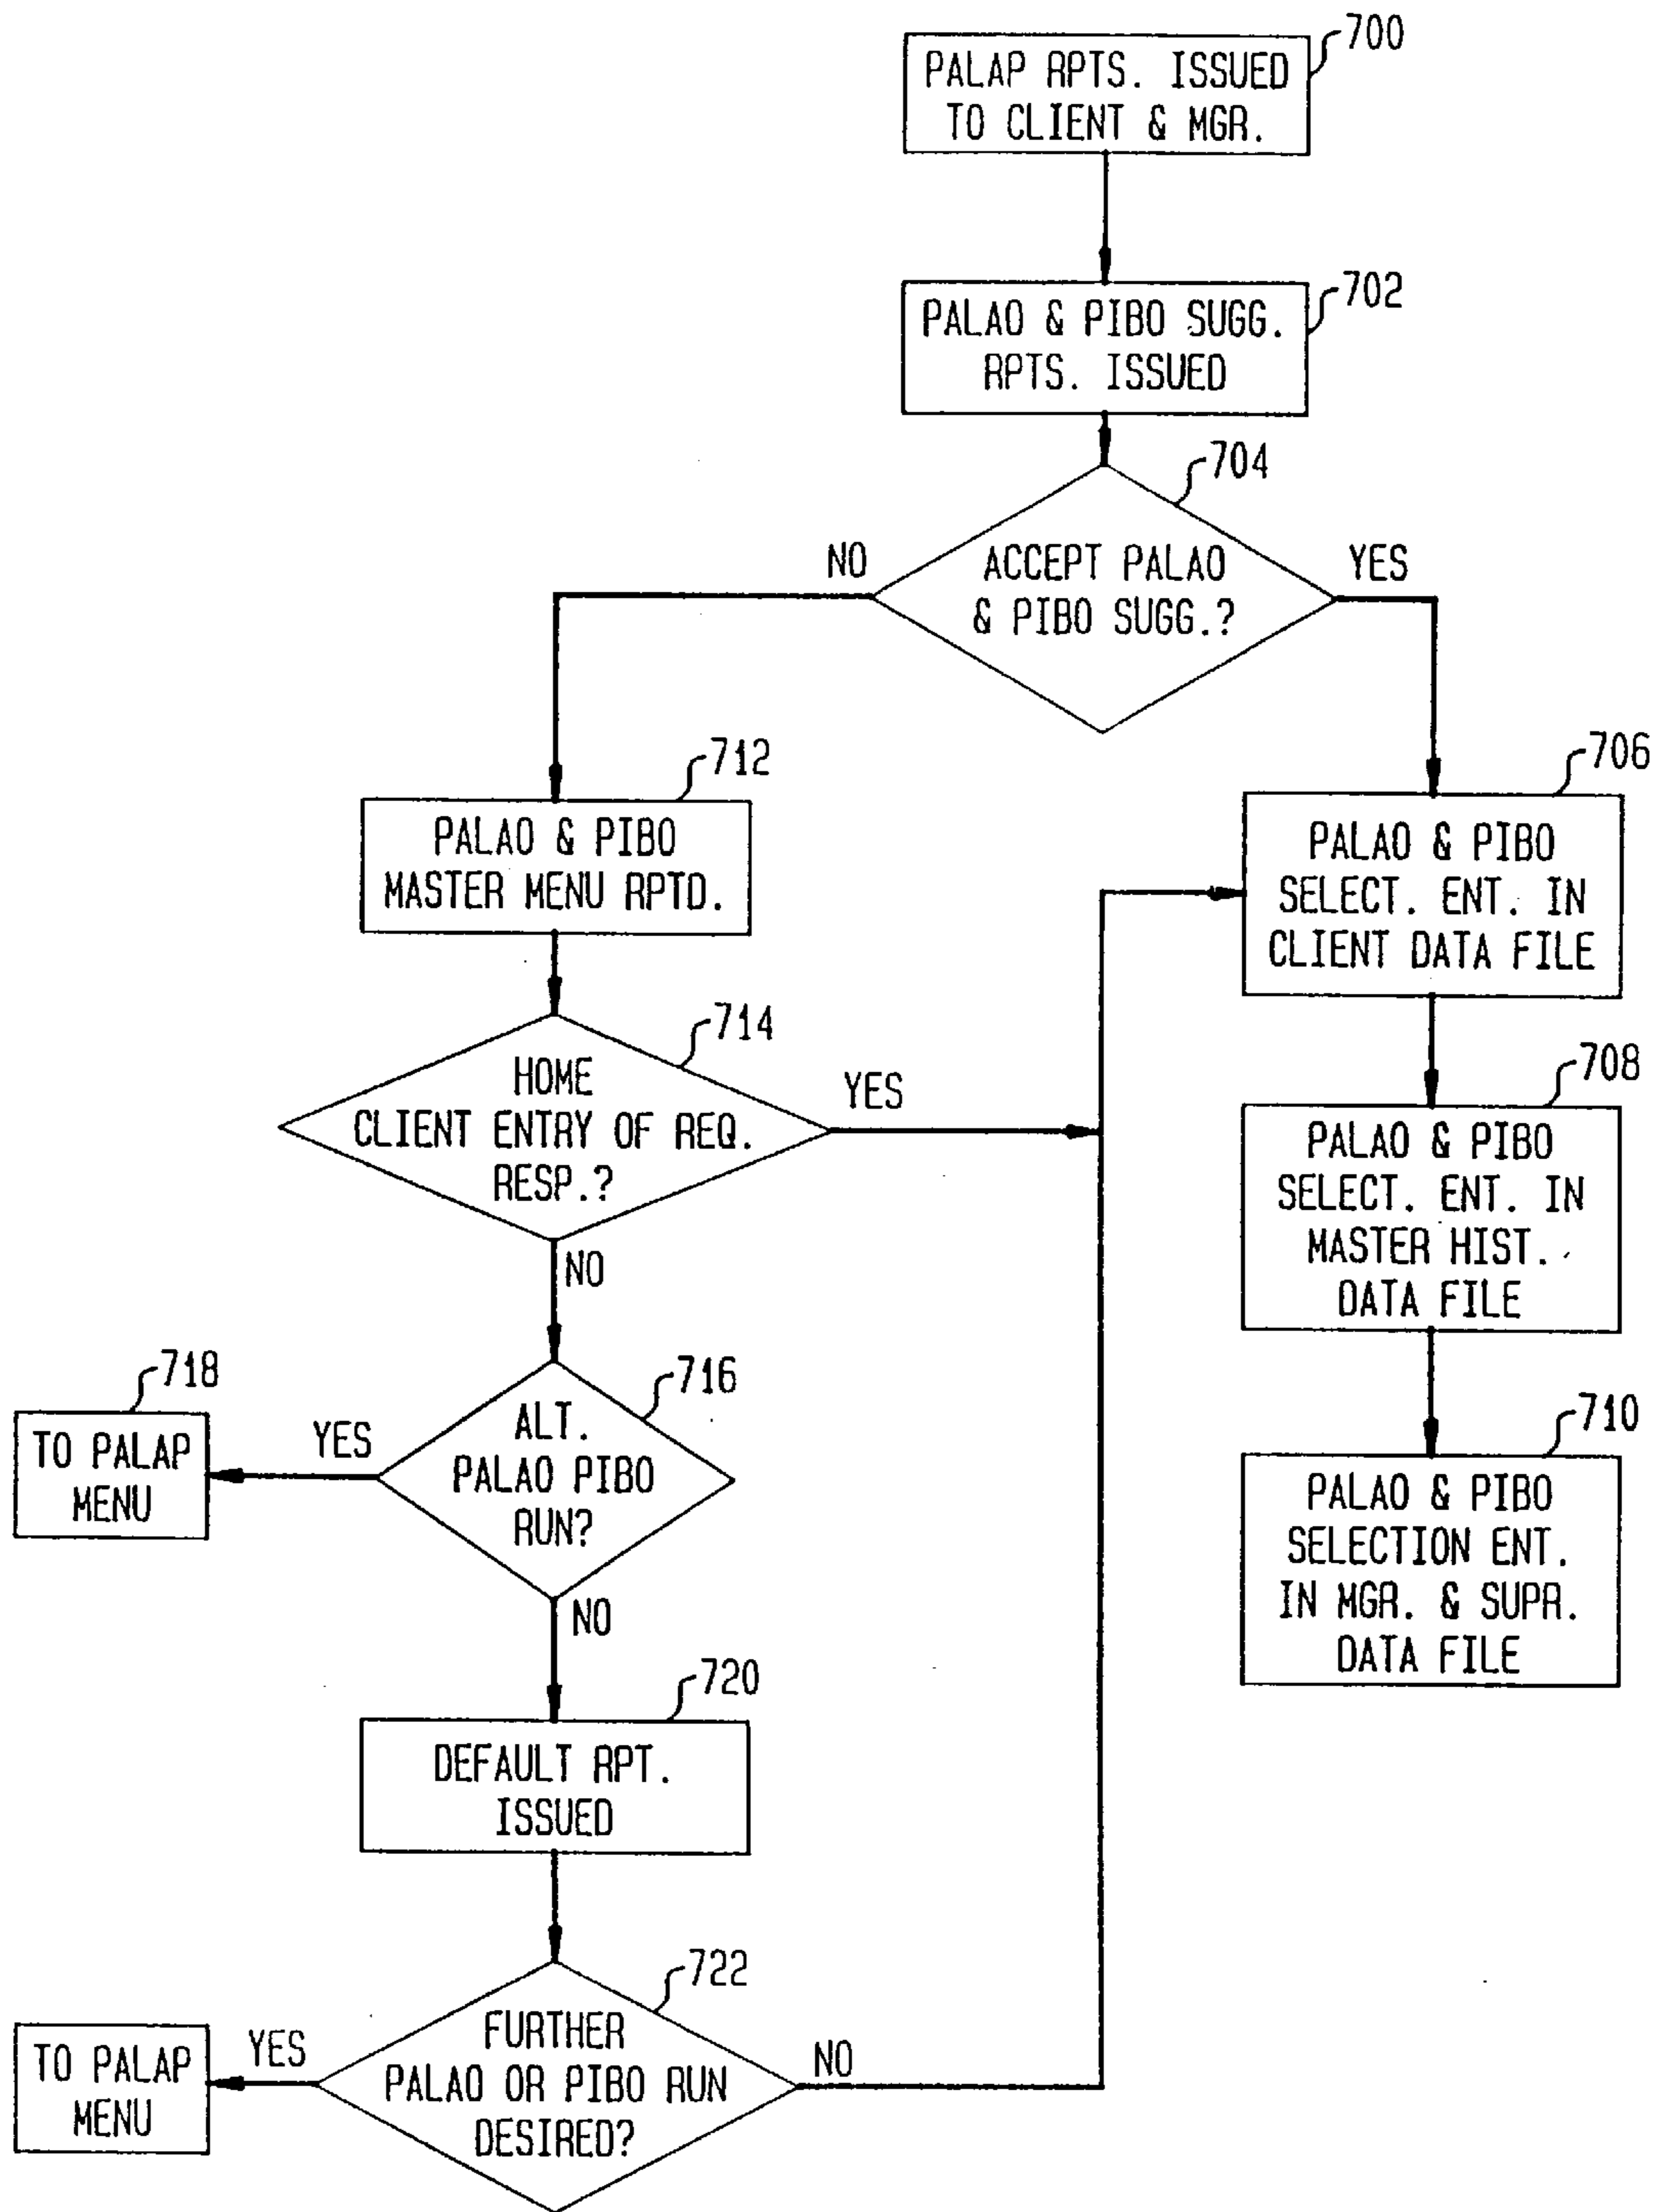 700
PALAP RPTS. ISSUED
TO CLIENT & MGR.
702
PALAO & PIBO SUGG.
RPTS. ISSUED
704
ACCEPT PALAO
& PIBO SUGG.?
NO
YES
712
PALAO & PIBO
MASTER MENU RPTD.
706
PALAO & PIBO
SELECT. ENT. IN
CLIENT DATA FILE
714
HOME
CLIENT ENTRY OF REQ.
RESP.?
YES
NO
708
PALAO & PIBO
SELECT. ENT. IN
MASTER HIST.
DATA FILE
716
ALT.
PALAO PIBO
RUN?
YES
NO
718
TO PALAP
MENU
710
PALAO & PIBO
SELECTION ENT.
IN MGR. & SUPR.
DATA FILE
720
DEFAULT RPT.
ISSUED
722
FURTHER
PALAO OR PIBO RUN
DESIRED?
YES
NO
TO PALAP
MENU